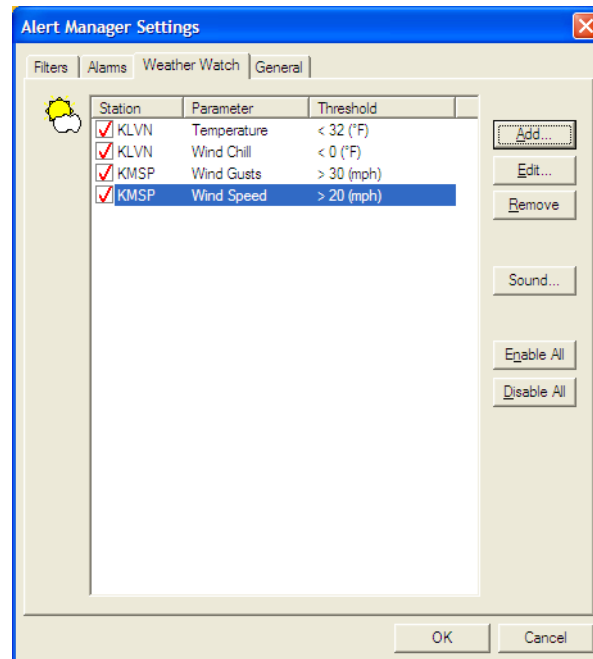 Alert Manager Settings
Filters Alarms Weather Watch General
Station Parameter Threshold
KLVN Temperature < 32 (°F)
KLVN Wind Chill < 0 (°F)
KMSP Wind Gusts > 30 (mph)
KMSP Wind Speed > 20 (mph)
Add...
Edit...
Remove
Sound...
Enable All
Disable All
OK Cancel